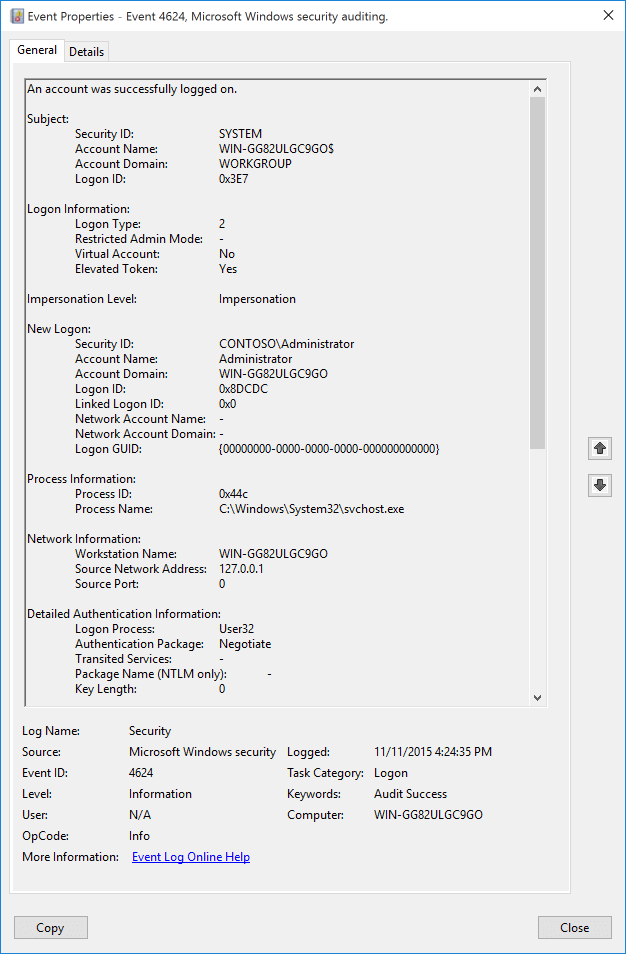 Event Properties - Event 4624, Microsoft Windows security auditing.
General
Details
An account was successfully logged on.
Subject:
Security ID: SYSTEM
Account Name: WIN-GG82ULGC9GO$
Account Domain: WORKGROUP
Logon ID: 0x3E7
Logon Information:
Logon Type: 2
Restricted Admin Mode: -
Virtual Account: No
Elevated Token: Yes
Impersonation Level: Impersonation
New Logon:
Security ID: CONTOSO\Administrator
Account Name: Administrator
Account Domain: WIN-GG82ULGC9GO
Logon ID: 0x8DCDC
Linked Logon ID: 0x0
Network Account Name: -
Network Account Domain: -
Logon GUID: {00000000-0000-0000-0000-000000000000}
Process Information:
Process ID: 0x44c
Process Name: C:\Windows\System32\svchost.exe
Network Information:
Workstation Name: WIN-GG82ULGC9GO
Source Network Address: 127.0.0.1
Source Port: 0
Detailed Authentication Information:
Logon Process: User32
Authentication Package: Negotiate
Transited Services: -
Package Name (NTLM only): -
Key Length: 0
Log Name: Security
Source: Microsoft Windows security Logged: 11/11/2015 4:24:35 PM
Event ID: 4624 Task Category: Logon
Level: Information Keywords: Audit Success
User: N/A Computer: WIN-GG82ULGC9GO
OpCode: Info
More Information: Event Log Online Help
Copy
Close